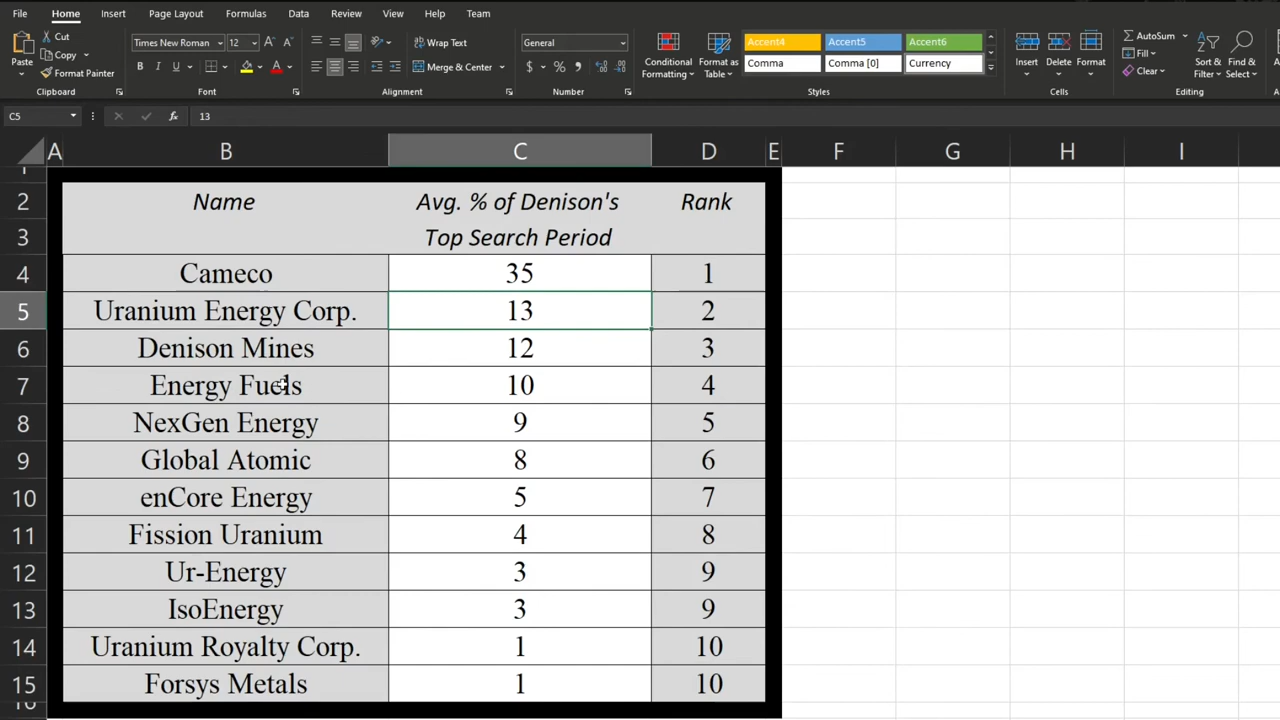 File Home Insert Page Layout Formulas Data Review View Help Team
Paste
Cut
Copy
Format Painter
Clipboard
Times New Roman 12
B I U
Font
Wrap Text
Merge & Center
Alignment
General
$ % ,
Number
Conditional Formatting
Format as Table
Accent4 Accent5 Accent6
Comma Comma [0] Currency
Styles
Insert Delete Format
Cells
AutoSum
Fill
Clear
Sort & Filter
Find & Select
Editing
C5 fx 13
A B C D E F G H I
2 Name Avg. % of Denison's Rank
3 Top Search Period
4 Cameco 35 1
5 Uranium Energy Corp. 13 2
6 Denison Mines 12 3
7 Energy Fuels 10 4
8 NexGen Energy 9 5
9 Global Atomic 8 6
10 enCore Energy 5 7
11 Fission Uranium 4 8
12 Ur-Energy 3 9
13 IsoEnergy 3 9
14 Uranium Royalty Corp. 1 10
15 Forsys Metals 1 10